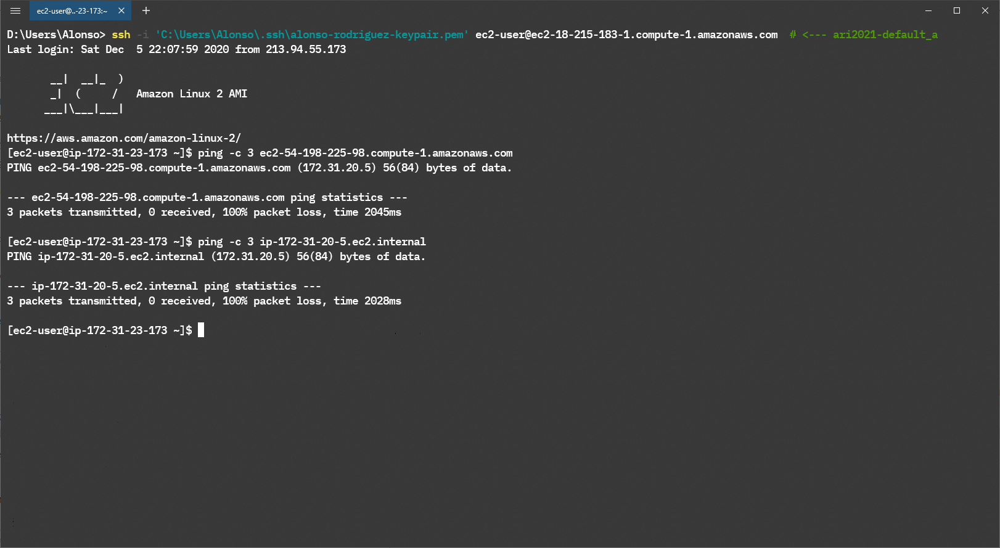 ec2-user@..-23-173:~
D:\Users\Alonso> ssh -i 'C:\Users\Alonso\.ssh\alonso-rodriguez-keypair.pem' ec2-user@ec2-18-215-183-1.compute-1.amazonaws.com  # <--- ari2021-default_a
Last login: Sat Dec  5 22:07:59 2020 from 213.94.55.173
       __|  __|_  )
       _|  (     /   Amazon Linux 2 AMI
      ___|\___|___|
https://aws.amazon.com/amazon-linux-2/
[ec2-user@ip-172-31-23-173 ~]$ ping -c 3 ec2-54-198-225-98.compute-1.amazonaws.com
PING ec2-54-198-225-98.compute-1.amazonaws.com (172.31.20.5) 56(84) bytes of data.
--- ec2-54-198-225-98.compute-1.amazonaws.com ping statistics ---
3 packets transmitted, 0 received, 100% packet loss, time 2045ms
[ec2-user@ip-172-31-23-173 ~]$ ping -c 3 ip-172-31-20-5.ec2.internal
PING ip-172-31-20-5.ec2.internal (172.31.20.5) 56(84) bytes of data.
--- ip-172-31-20-5.ec2.internal ping statistics ---
3 packets transmitted, 0 received, 100% packet loss, time 2028ms
[ec2-user@ip-172-31-23-173 ~]$